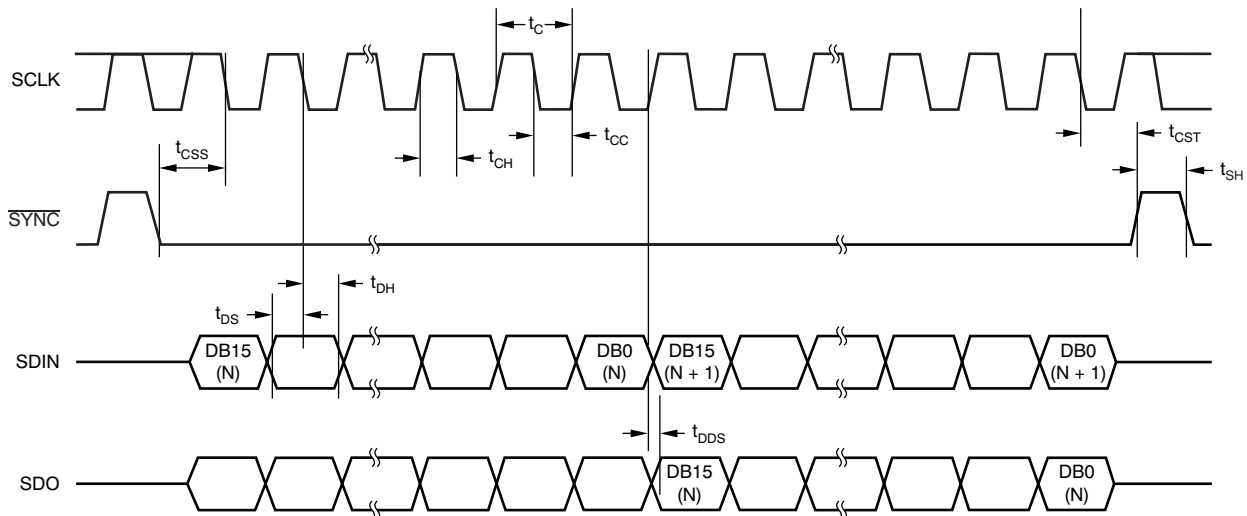 t_C
SCLK
t_CSS
t_CH
t_CC
t_CST
t_SH
SYNC
t_DH
t_DS
SDIN
DB15
(N)
DB0
(N)
DB15
(N + 1)
DB0
(N + 1)
t_DDS
SDO
DB15
(N)
DB0
(N)